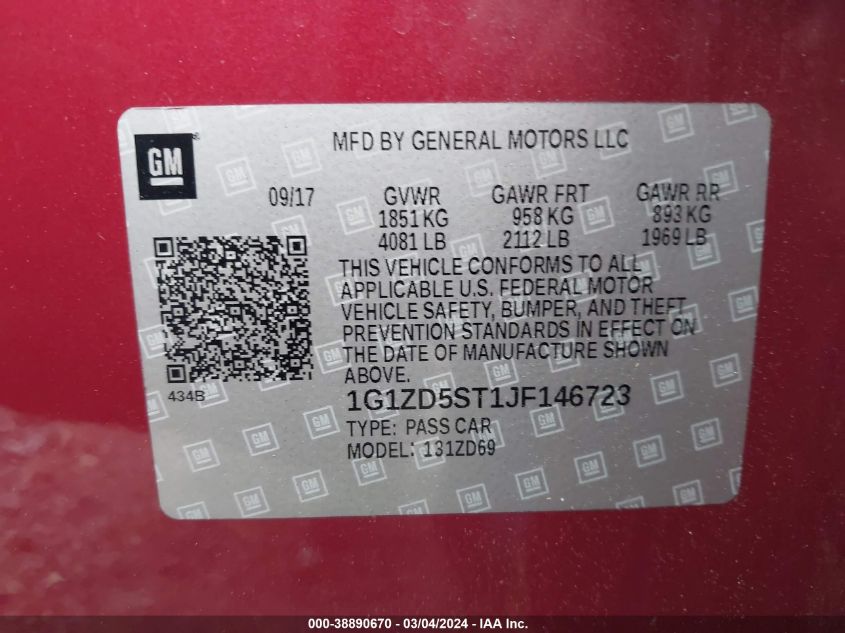 GM
MFD BY GENERAL MOTORS LLC
09/17 GVWR GAWR FRT GAWR RR
1851 KG 958 KG 893 KG
4081 LB 2112 LB 1969 LB
THIS VEHICLE CONFORMS TO ALL
APPLICABLE U.S. FEDERAL MOTOR
VEHICLE SAFETY, BUMPER, AND THEFT
PREVENTION STANDARDS IN EFFECT ON
THE DATE OF MANUFACTURE SHOWN
ABOVE.
434B
1G1ZD5ST1JF146723
TYPE: PASS CAR
MODEL: 131ZD69
000-38890670 - 03/04/2024 - IAA Inc.